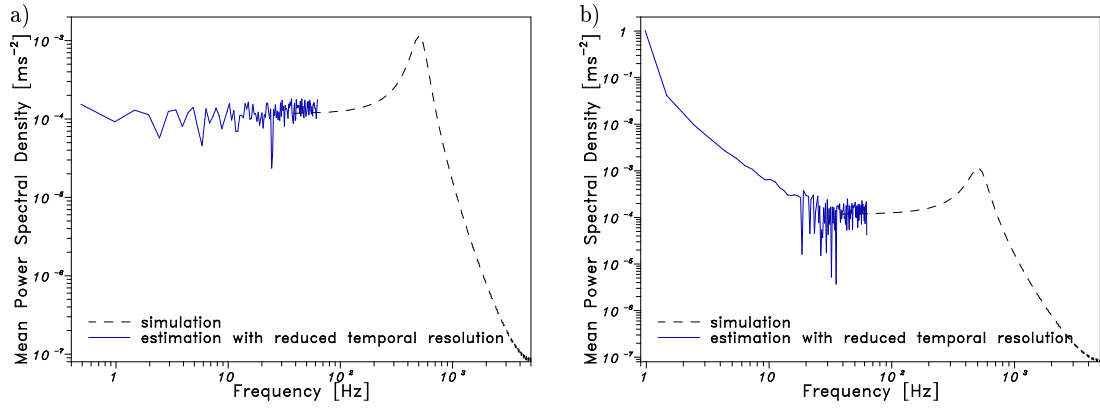 a)
Mean Power Spectral Density [ms⁻²]
10⁻³
10⁻⁴
10⁻⁵
10⁻⁶
10⁻⁷
simulation
estimation with reduced temporal resolution
1
10
10²
10³
Frequency [Hz]
b)
Mean Power Spectral Density [ms⁻²]
1
10⁻¹
10⁻²
10⁻³
10⁻⁴
10⁻⁵
10⁻⁶
10⁻⁷
simulation
estimation with reduced temporal resolution
1
10
10²
10³
Frequency [Hz]